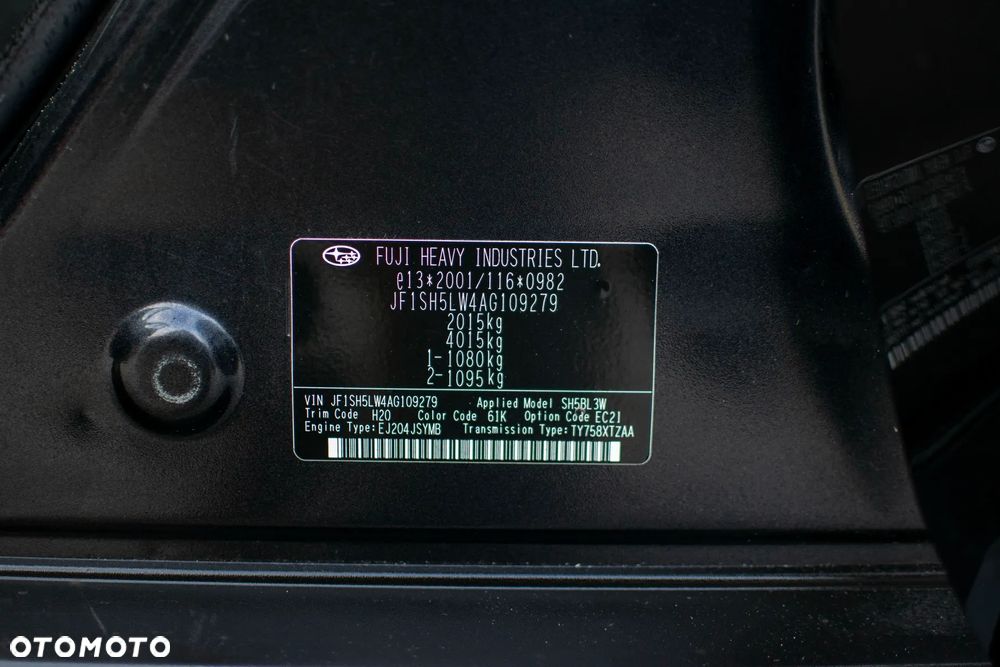 FUJI HEAVY INDUSTRIES LTD.
e13*2001/116*0982
JF1SH5LW4AG109279
2015kg
4015kg
1-1080kg
2-1095kg
VIN JF1SH5LW4AG109279 Applied Model SH5BL3W
Trim Code H20 Color Code 61K Option Code EC21
Engine Type:EJ204JSYMB Transmission Type:TY758XTZAA
OTOMOTO